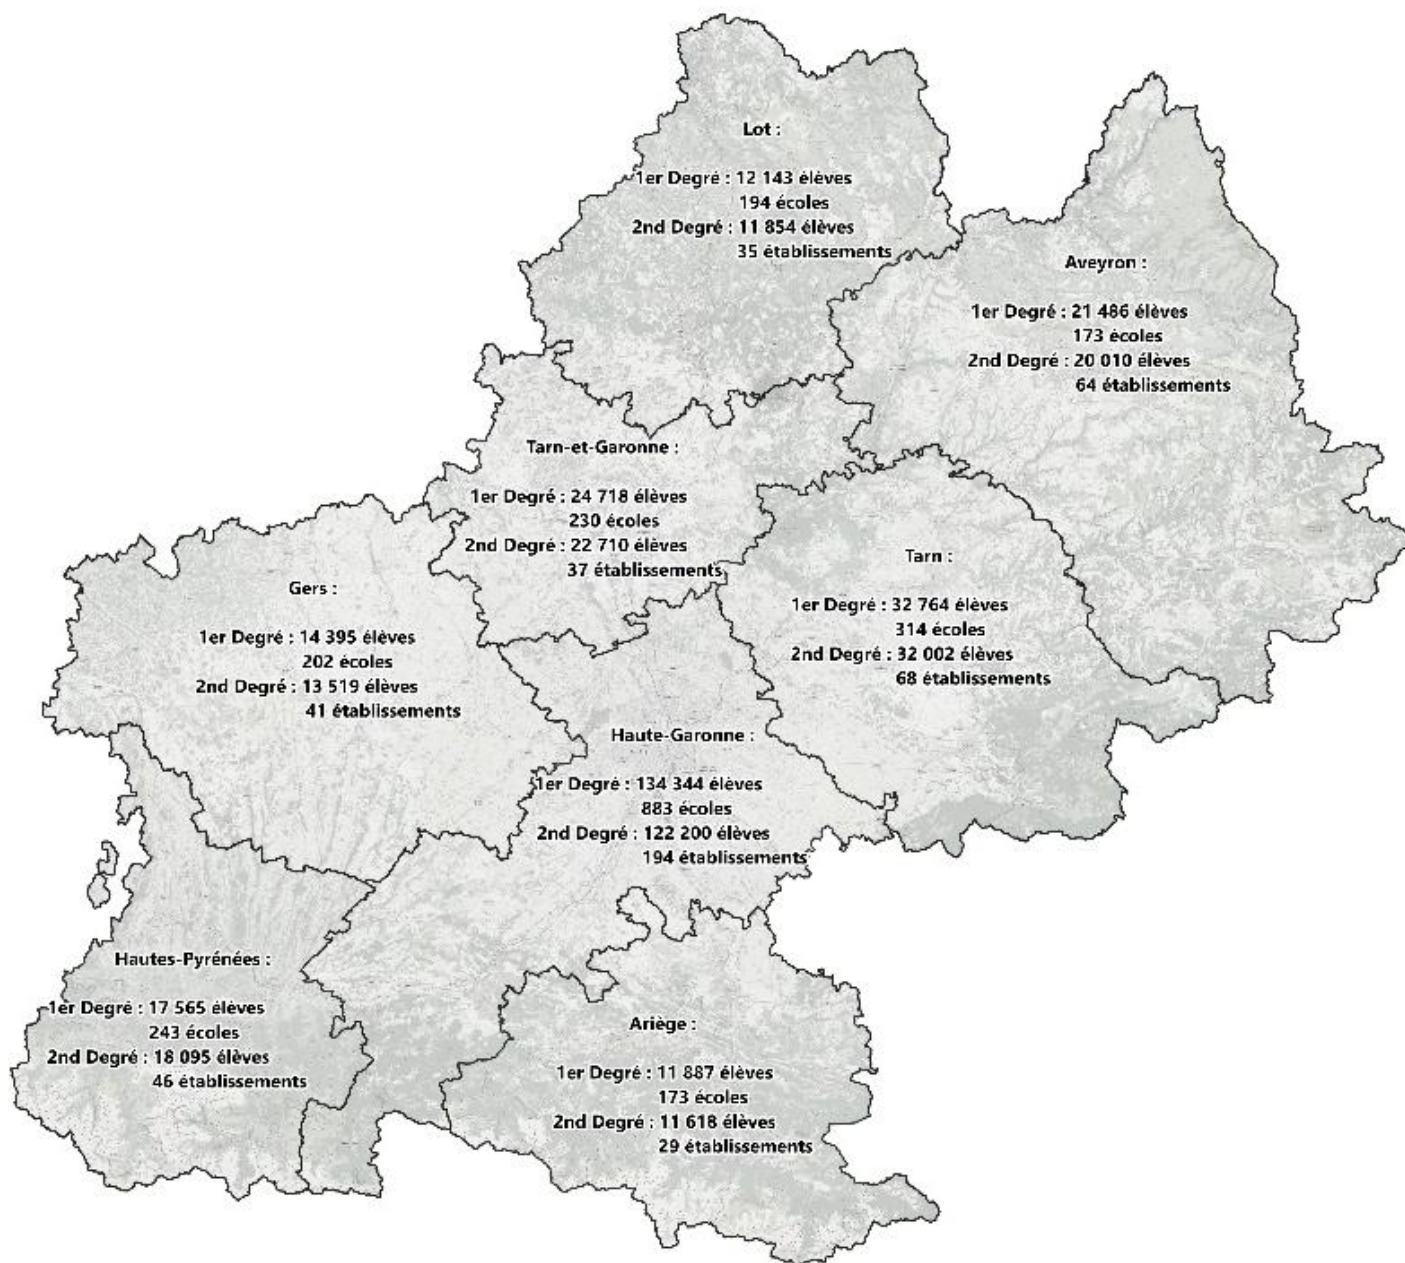 Lot :
1er Degré : 12 143 élèves
194 écoles
2nd Degré : 11 854 élèves
35 établissements
Aveyron :
1er Degré : 21 486 élèves
173 écoles
2nd Degré : 20 010 élèves
64 établissements
Tarn-et-Garonne :
1er Degré : 24 718 élèves
230 écoles
2nd Degré : 22 710 élèves
37 établissements
Tarn :
1er Degré : 32 764 élèves
314 écoles
2nd Degré : 32 002 élèves
68 établissements
Gers :
1er Degré : 14 395 élèves
202 écoles
2nd Degré : 13 519 élèves
41 établissements
Haute-Garonne :
1er Degré : 134 344 élèves
883 écoles
2nd Degré : 122 200 élèves
194 établissements
Hautes-Pyrénées :
1er Degré : 17 565 élèves
243 écoles
2nd Degré : 18 095 élèves
46 établissements
Ariège :
1er Degré : 11 887 élèves
173 écoles
2nd Degré : 11 618 élèves
29 établissements